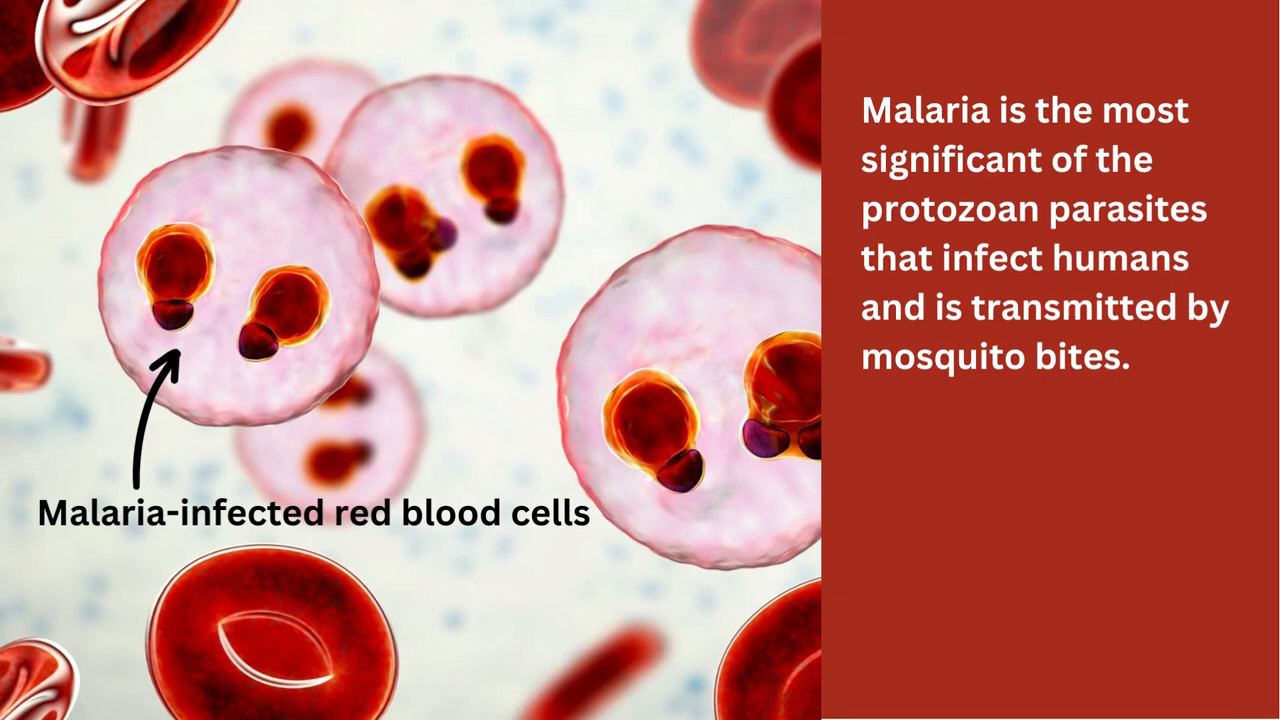 Malaria is the most
significant of the
protozoan parasites
that infect humans
and is transmitted by
mosquito bites.
Malaria-infected red blood cells